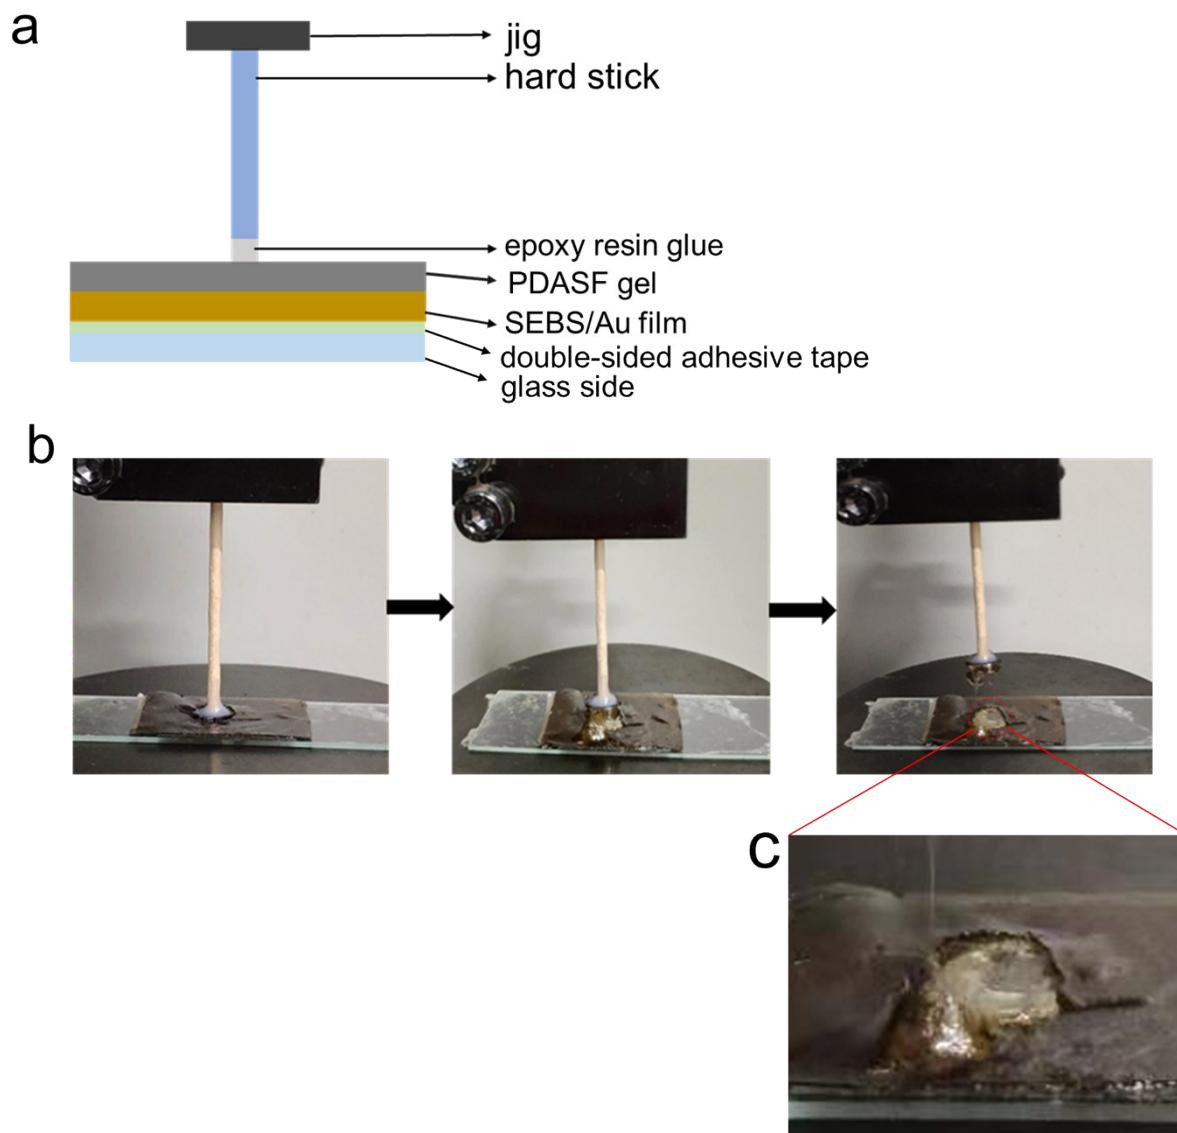 a
jig
hard stick
epoxy resin glue
PDASF gel
SEBS/Au film
double-sided adhesive tape
glass side
b
c